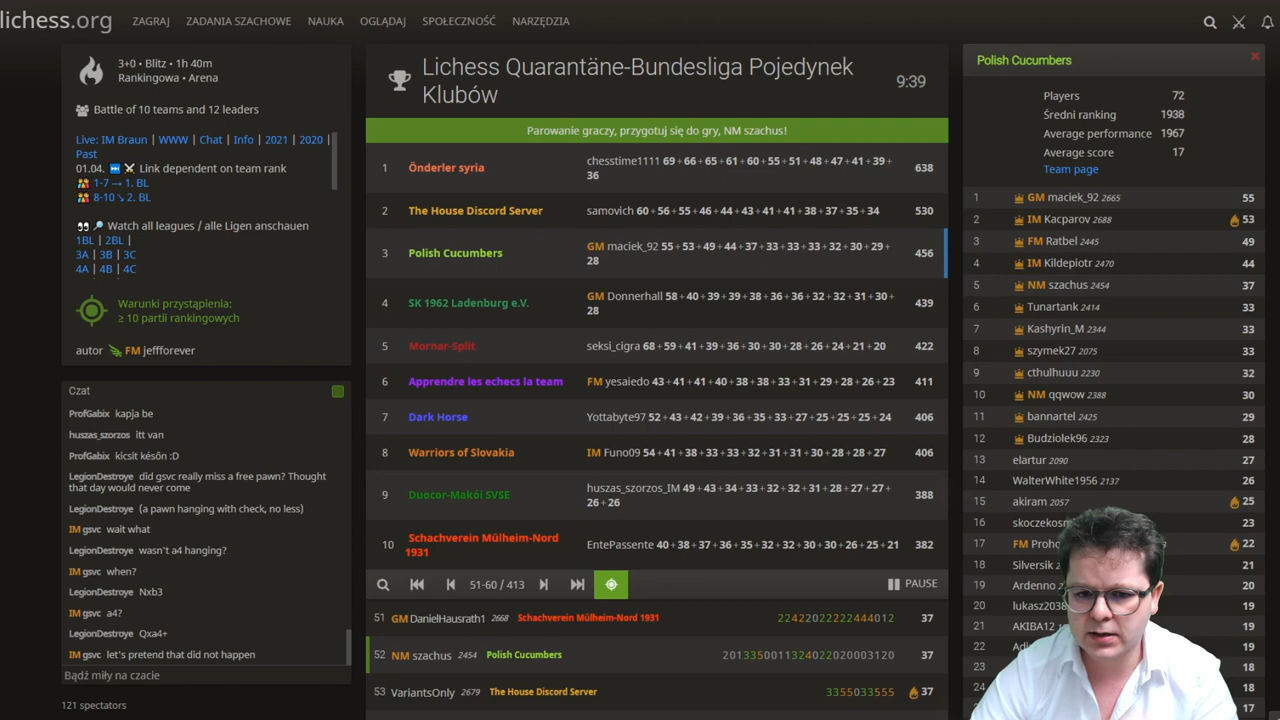 lichess.org ZAGRAJ ZADANIA SZACHOWE NAUKA OGLĄDAJ SPOŁECZNOŚĆ NARZĘDZIA
3+0 • Blitz • 1h 40m
Rankingowa • Arena
Battle of 10 teams and 12 leaders
Live: IM Braun | WWW | Chat | Info | 2021 | 2020 |
Past
01.04. ⏭️ ⚔️ Link dependent on team rank
1-7 → 1. BL
8-10 ↘ 2. BL
👀 🔎 Watch all leagues / alle Ligen anschauen
1BL | 2BL |
3A | 3B | 3C
4A | 4B | 4C
Warunki przystąpienia:
≥ 10 partii rankingowych
autor FM jeffforever
Czat
ProfGabix kapja be
huszas_szorzos itt van
ProfGabix kicsit későn :D
LegionDestroye did gsvc really miss a free pawn? Thought
that day would never come
LegionDestroye (a pawn hanging with check, no less)
IM gsvc wait what
LegionDestroye wasn't a4 hanging?
IM gsvc when?
LegionDestroye Nxb3
IM gsvc a4?
LegionDestroye Qxa4+
IM gsvc let's pretend that did not happen
Bądź miły na czacie
121 spectators
Lichess Quarantäne-Bundesliga Pojedynek
Klubów
9:39
Parowanie graczy, przygotuj się do gry, NM szachus!
1 Önderler syria chesstime1111 69+66+65+61+60+55+51+48+47+41+39+
36 638
2 The House Discord Server samovich 60+56+55+46+44+43+41+41+38+37+35+34 530
3 Polish Cucumbers GM maciek_92 55+53+49+44+37+33+33+33+32+30+29+
28 456
4 SK 1962 Ladenburg e.V. GM Donnerhall 58+40+39+39+38+36+36+32+32+31+30+
28 439
5 Mornar-Split seksi_cigra 68+59+41+39+36+30+30+28+26+24+21+20 422
6 Apprendre les echecs la team FM yesaiedo 43+41+41+40+38+38+33+31+29+28+26+23 411
7 Dark Horse Yottabyte97 52+43+42+39+36+35+33+27+25+25+25+24 406
8 Warriors of Slovakia IM Funo09 54+41+38+33+33+32+31+31+30+28+28+27 406
9 Duocor-Makói SVSE huszas_szorzos_IM 49+43+34+33+32+32+31+28+27+27+
26+26 388
10 Schachverein Mülheim-Nord
1931 EntePassente 40+38+37+36+35+32+32+30+30+26+25+21 382
51-60 / 413 PAUSE
51 GM DanielHausrath1 2668 Schachverein Mülheim-Nord 1931 22422022222444012 37
52 NM szachus 2454 Polish Cucumbers 2013350011324022020003120 37
53 VariantsOnly 2679 The House Discord Server 3355033555 37
Polish Cucumbers
Players 72
Średni ranking 1938
Average performance 1967
Average score 17
Team page
1 GM maciek_92 2665 55
2 IM Kacparov 2688 53
3 FM Ratbel 2445 49
4 IM Kildepiotr 2470 44
5 NM szachus 2454 37
6 Tunartank 2414 33
7 Kashyrin_M 2344 33
8 szymek27 2075 33
9 cthulhuuu 2230 32
10 NM qqwow 2388 30
11 bannartel 2425 29
12 Budziolek96 2323 28
13 elartur 2090 27
14 WalterWhite1956 2137 26
15 akiram 2057 25
16 23
17 FM 22
18 Silversik 21
19 Ardenno 20
20 19
21 AKIBA12 19
22 19
23 18
24 18
17